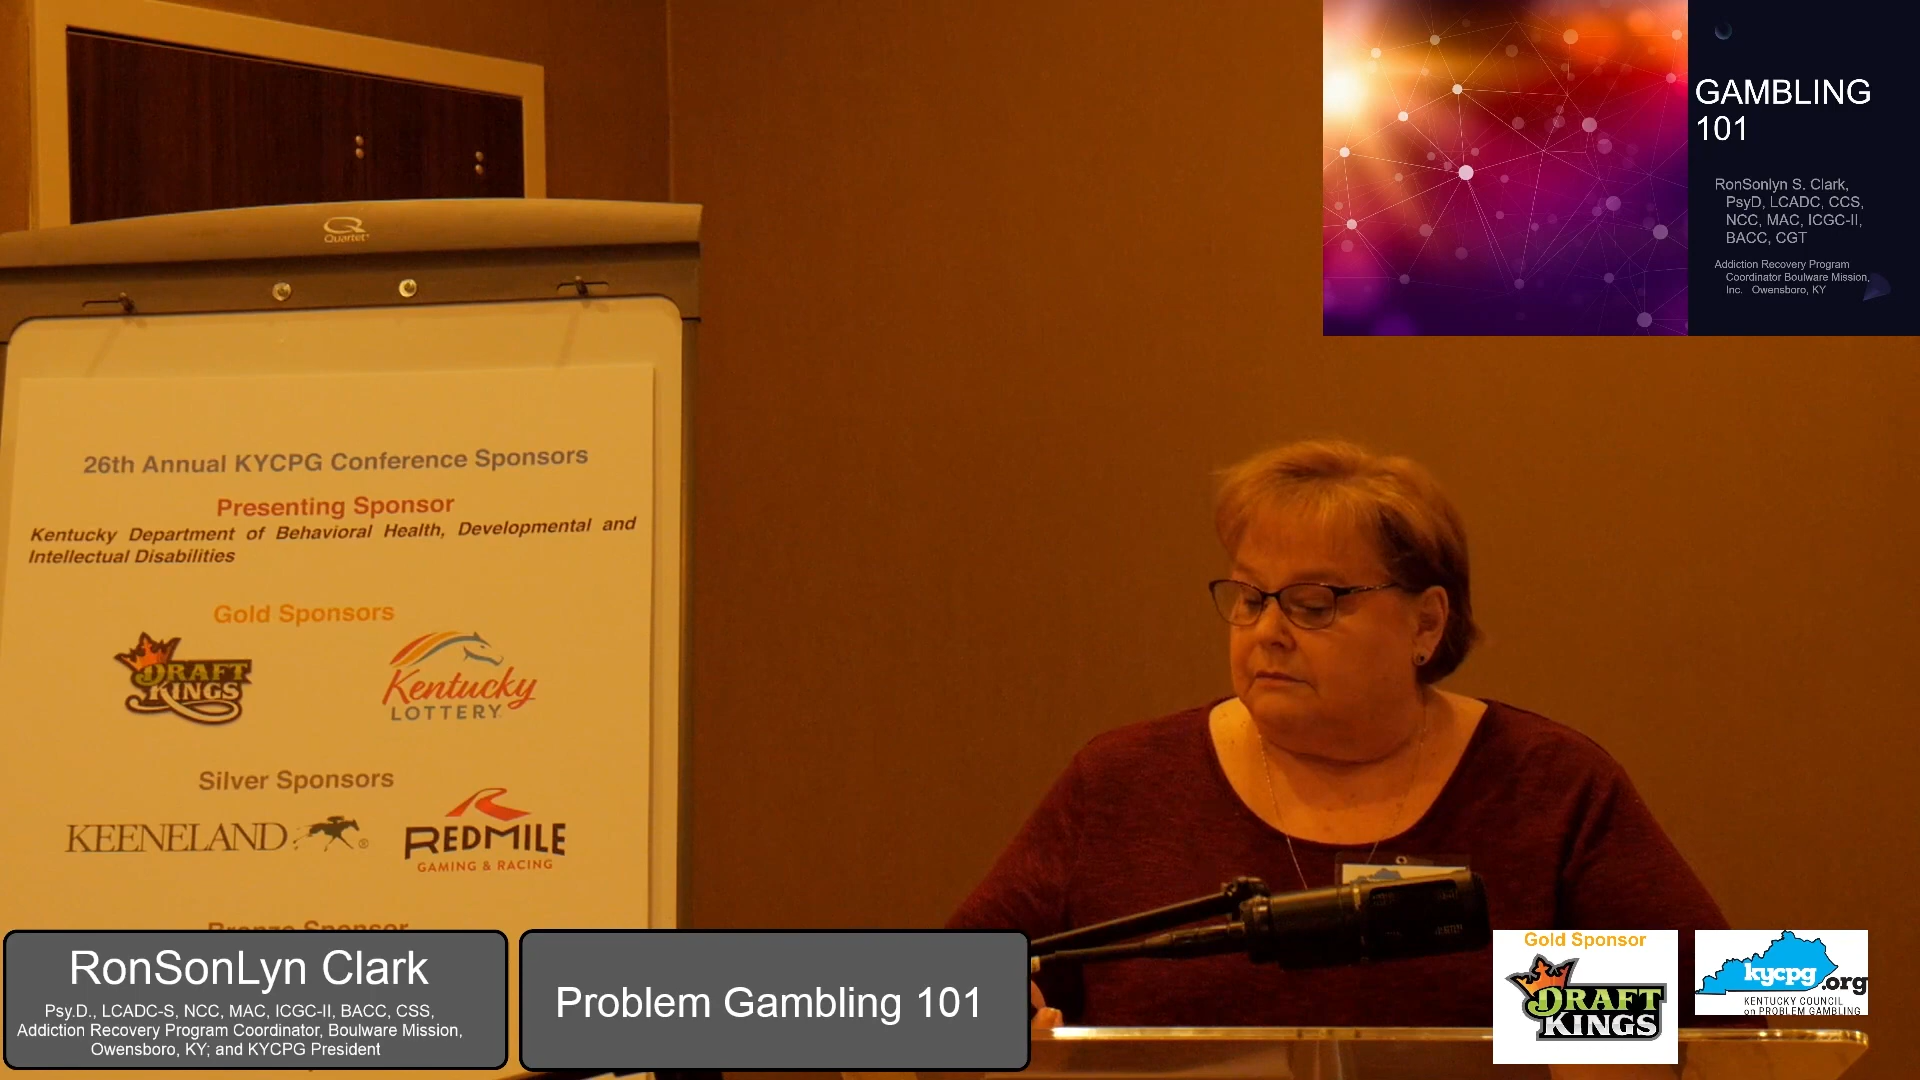 Quartet
26th Annual KYCPG Conference Sponsors
Presenting Sponsor
Kentucky Department of Behavioral Health, Developmental and
Intellectual Disabilities
Gold Sponsors
DRAFT
KINGS
Kentucky
LOTTERY
Silver Sponsors
KEENELAND
REDMILE
GAMING & RACING
Bronze Sponsor
GAMBLING
101
RonSonlyn S. Clark,
PsyD, LCADC, CCS,
NCC, MAC, ICGC-II,
BACC, CGT
Addiction Recovery Program
Coordinator Boulware Mission,
Inc. Owensboro, KY
RonSonLyn Clark
Psy.D., LCADC-S, NCC, MAC, ICGC-II, BACC, CSS,
Addiction Recovery Program Coordinator, Boulware Mission,
Owensboro, KY; and KYCPG President
Problem Gambling 101
Gold Sponsor
DRAFT
KINGS
kycpg.org
KENTUCKY COUNCIL
on PROBLEM GAMBLING